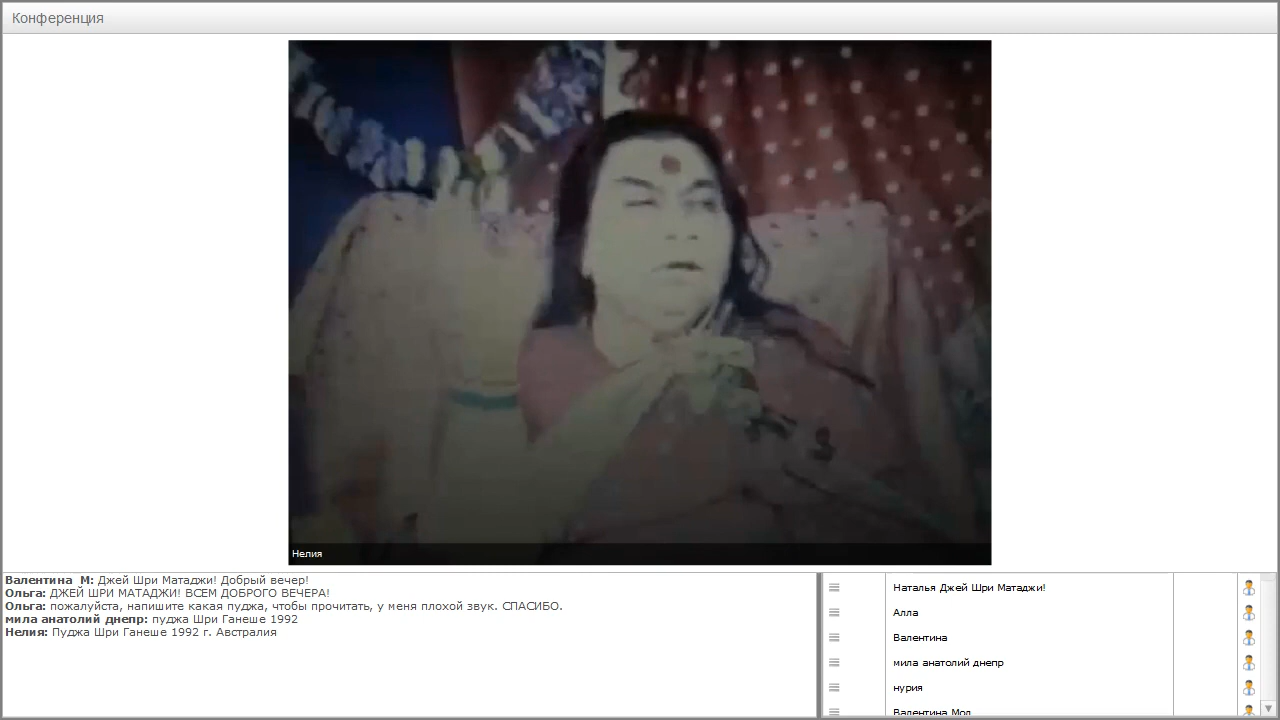 Конференция
Нелия
Валентина М: Джей Шри Матаджи! Добрый вечер!
Ольга: ДЖЕЙ ШРИ МАТАДЖИ! ВСЕМ ДОБРОГО ВЕЧЕРА!
Ольга: пожалуйста, напишите какая пуджа, чтобы прочитать, у меня плохой звук. СПАСИБО.
мила анатолий днепр: пуджа Шри Ганеше 1992
Нелия: Пуджа Шри Ганеше 1992 г. Австралия
Наталья Джей Шри Матаджи!
Алла
Валентина
мила анатолий днепр
нурия
Валентина Мол